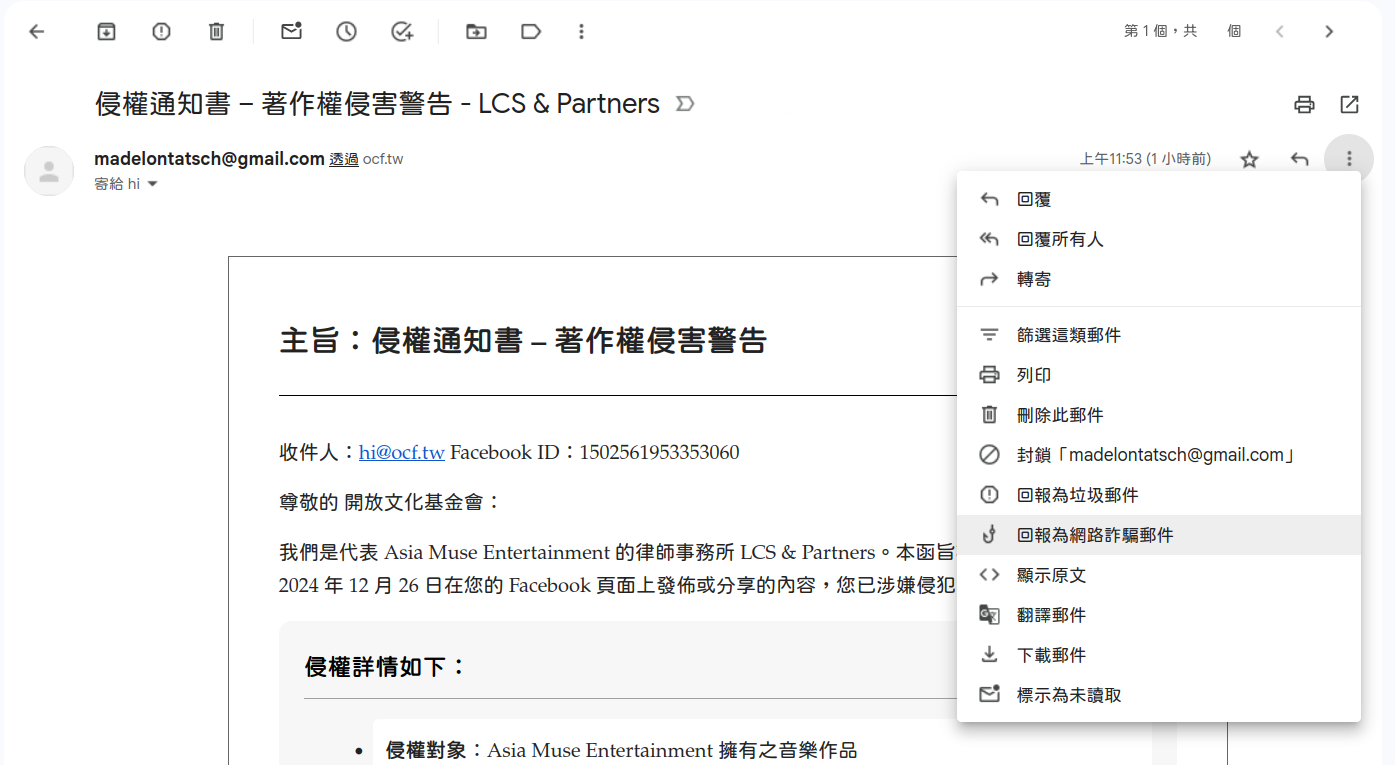 第 1 個，共 個
侵權通知書 – 著作權侵害警告 - LCS & Partners
madelontatsch@gmail.com 透過 ocf.tw
上午11:53 (1 小時前)
寄給 hi
回覆
回覆所有人
轉寄
篩選這類郵件
列印
刪除此郵件
封鎖「madelontatsch@gmail.com」
回報為垃圾郵件
回報為網路詐騙郵件
顯示原文
翻譯郵件
下載郵件
標示為未讀取
主旨：侵權通知書 – 著作權侵害警告
收件人：hi@ocf.tw Facebook ID：1502561953353060
尊敬的 開放文化基金會：
我們是代表 Asia Muse Entertainment 的律師事務所 LCS & Partners。本函旨
2024 年 12 月 26 日在您的 Facebook 頁面上發佈或分享的內容，您已涉嫌侵犯
侵權詳情如下：
• 侵權對象：Asia Muse Entertainment 擁有之音樂作品